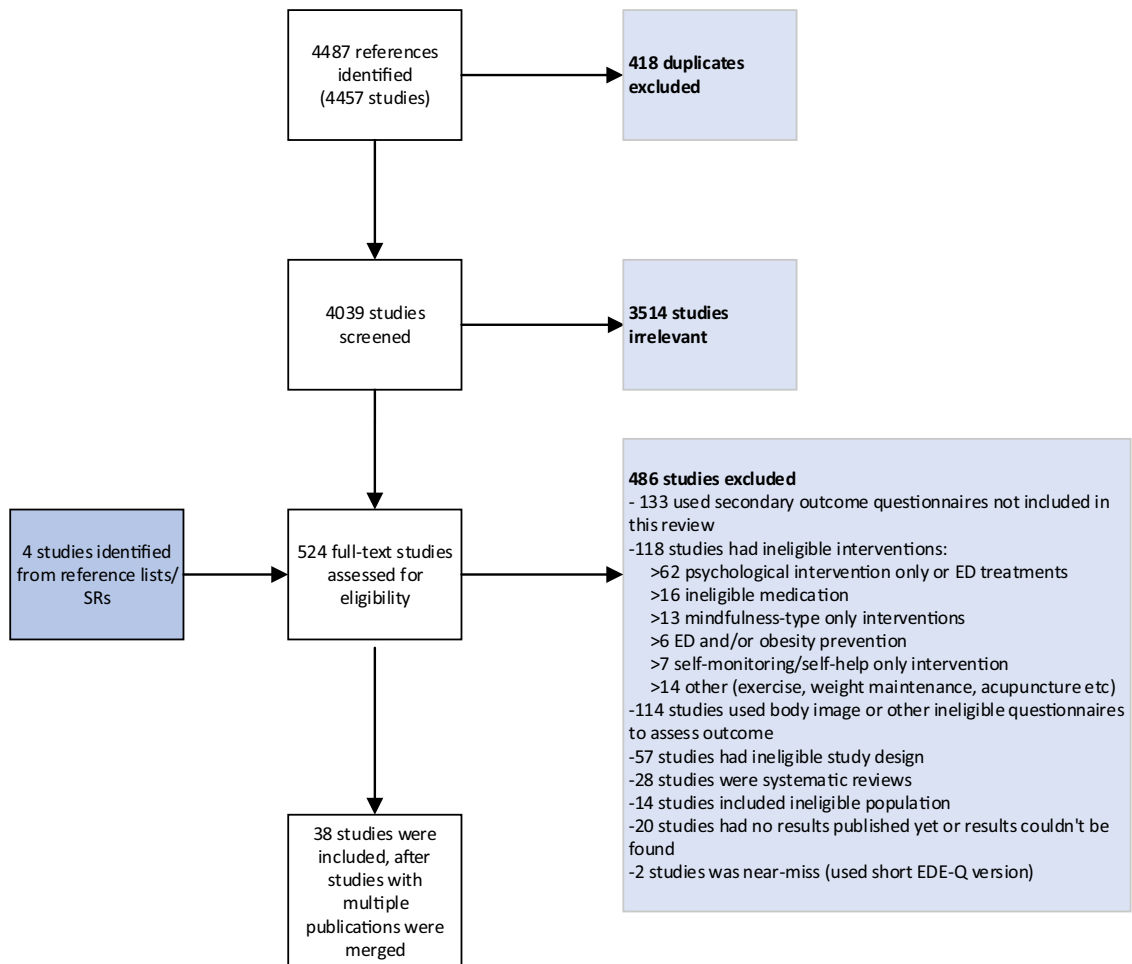 4487 references
identified
(4457 studies)
418 duplicates
excluded
4039 studies
screened
3514 studies
irrelevant
4 studies identified
from reference lists/
SRs
524 full-text studies
assessed for
eligibility
486 studies excluded
- 133 used secondary outcome questionnaires not included in
this review
-118 studies had ineligible interventions:
>62 psychological intervention only or ED treatments
>16 ineligible medication
>13 mindfulness-type only interventions
>6 ED and/or obesity prevention
>7 self-monitoring/self-help only intervention
>14 other (exercise, weight maintenance, acupuncture etc)
-114 studies used body image or other ineligible questionnaires
to assess outcome
-57 studies had ineligible study design
-28 studies were systematic reviews
-14 studies included ineligible population
-20 studies had no results published yet or results couldn't be
found
-2 studies was near-miss (used short EDE-Q version)
38 studies were
included, after
studies with
multiple
publications were
merged